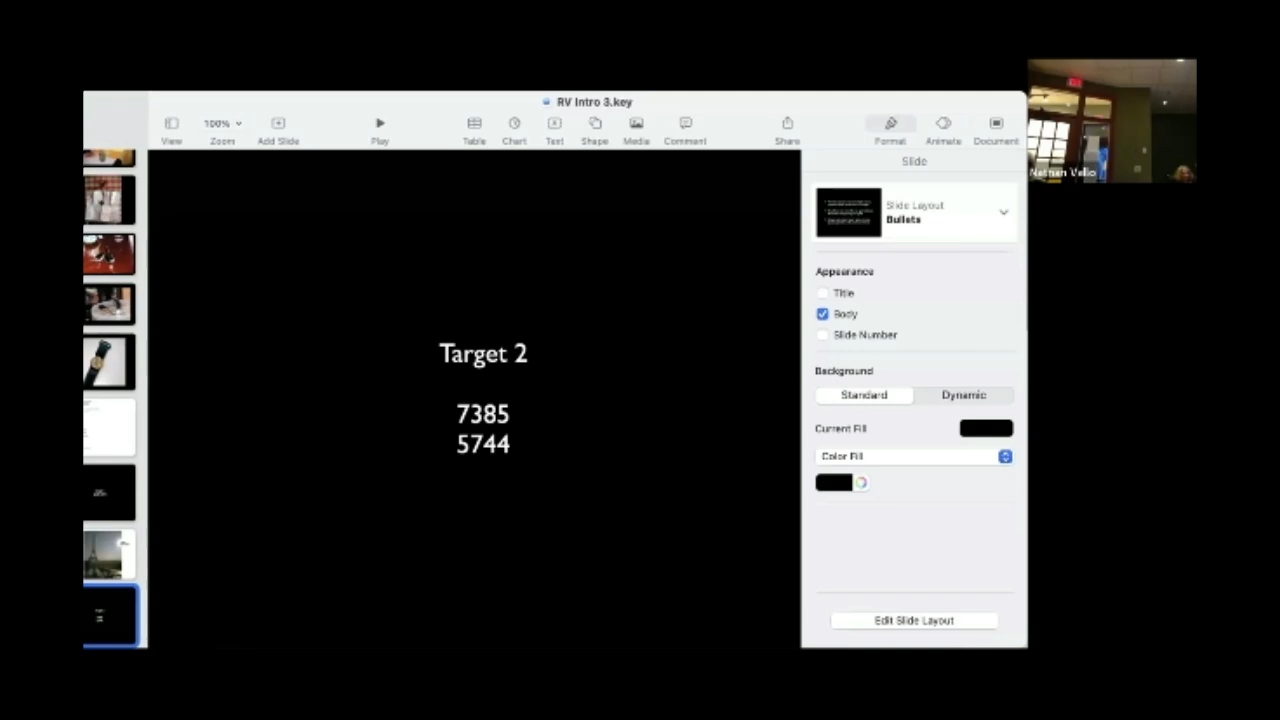 RV Intro 3.key
100%
View
Zoom
Add Slide
Play
Table
Chart
Text
Shape
Media
Comment
Share
Format
Animate
Document
Slide
Slide Layout
Bullets
Appearance
Title
Body
Slide Number
Background
Standard
Dynamic
Current Fill
Color Fill
Edit Slide Layout
Target 2
7385
5744
Nathan Vallo